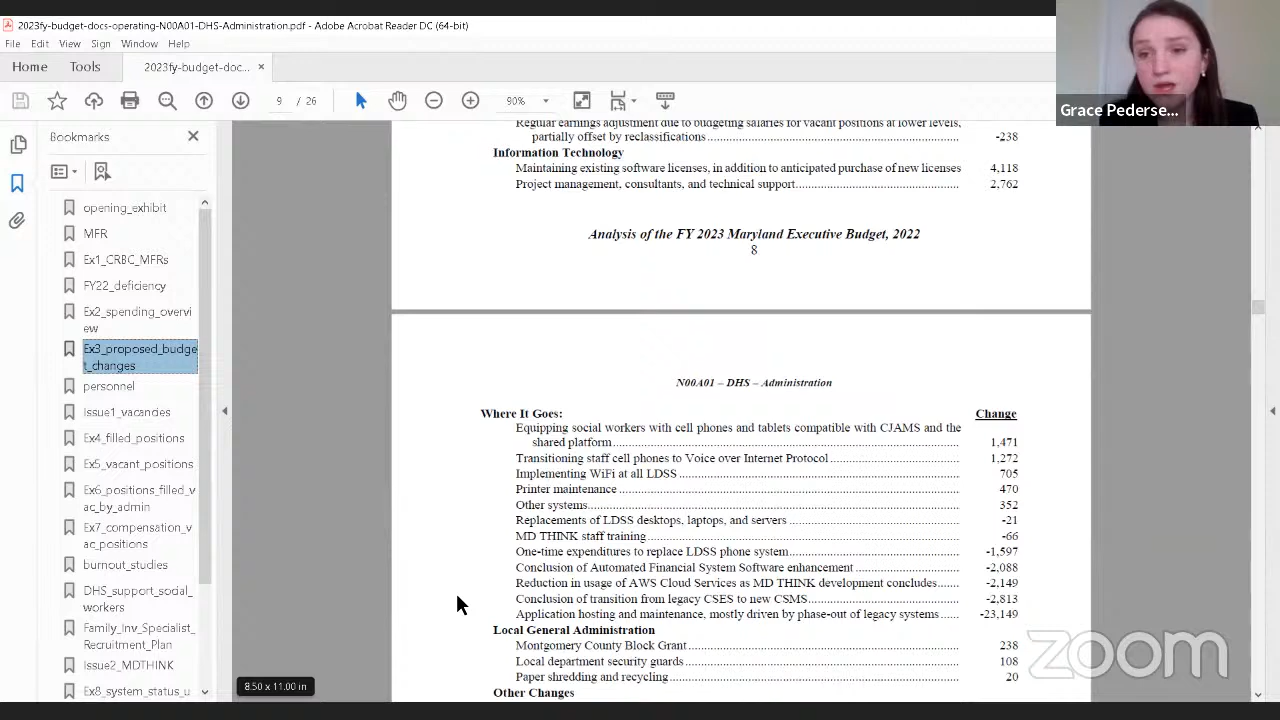 2023fy-budget-docs-operating-N00A01-DHS-Administration.pdf - Adobe Acrobat Reader DC (64-bit)
File Edit View Sign Window Help
Home Tools 2023fy-budget-doc... ×
9 / 26 90%
Grace Pederse...
Bookmarks
opening_exhibit
MFR
Ex1_CRBC_MFRs
FY22_deficiency
Ex2_spending_overvi
ew
Ex3_proposed_budge
t_changes
personnel
Issue1_vacancies
Ex4_filled_positions
Ex5_vacant_positions
Ex6_positions_filled_v
ac_by_admin
Ex7_compensation_v
ac_positions
burnout_studies
DHS_support_social_
workers
Family_Inv_Specialist_
Recruitment_Plan
Issue2_MDTHINK
Ex8_system_status_u
8.50 x 11.00 in
Regular earnings adjustment due to budgeting salaries for vacant positions at lower levels,
partially offset by reclassifications -238
Information Technology
Maintaining existing software licenses, in addition to anticipated purchase of new licenses 4,118
Project management, consultants, and technical support 2,762
Analysis of the FY 2023 Maryland Executive Budget, 2022
8
N00A01 – DHS – Administration
Where It Goes: Change
Equipping social workers with cell phones and tablets compatible with CJAMS and the
shared platform 1,471
Transitioning staff cell phones to Voice over Internet Protocol 1,272
Implementing WiFi at all LDSS 705
Printer maintenance 470
Other systems 352
Replacements of LDSS desktops, laptops, and servers -21
MD THINK staff training -66
One-time expenditures to replace LDSS phone system -1,597
Conclusion of Automated Financial System Software enhancement -2,088
Reduction in usage of AWS Cloud Services as MD THINK development concludes -2,149
Conclusion of transition from legacy CSES to new CSMS -2,813
Application hosting and maintenance, mostly driven by phase-out of legacy systems -23,149
Local General Administration
Montgomery County Block Grant 238
Local department security guards 108
Paper shredding and recycling 20
Other Changes
zoom